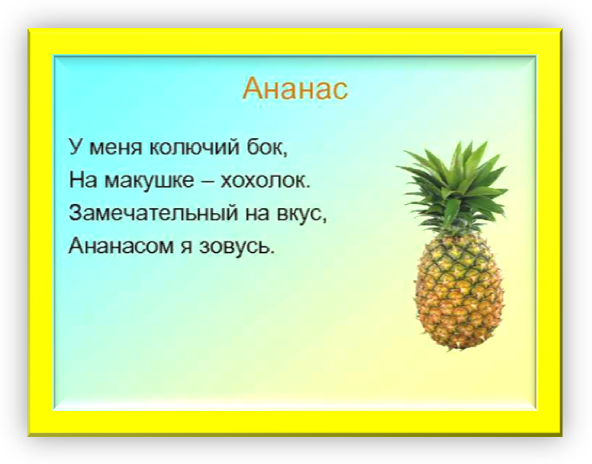 Ананас
У меня колючий бок,
На макушке – хохолок.
Замечательный на вкус,
Ананасом я зовусь.